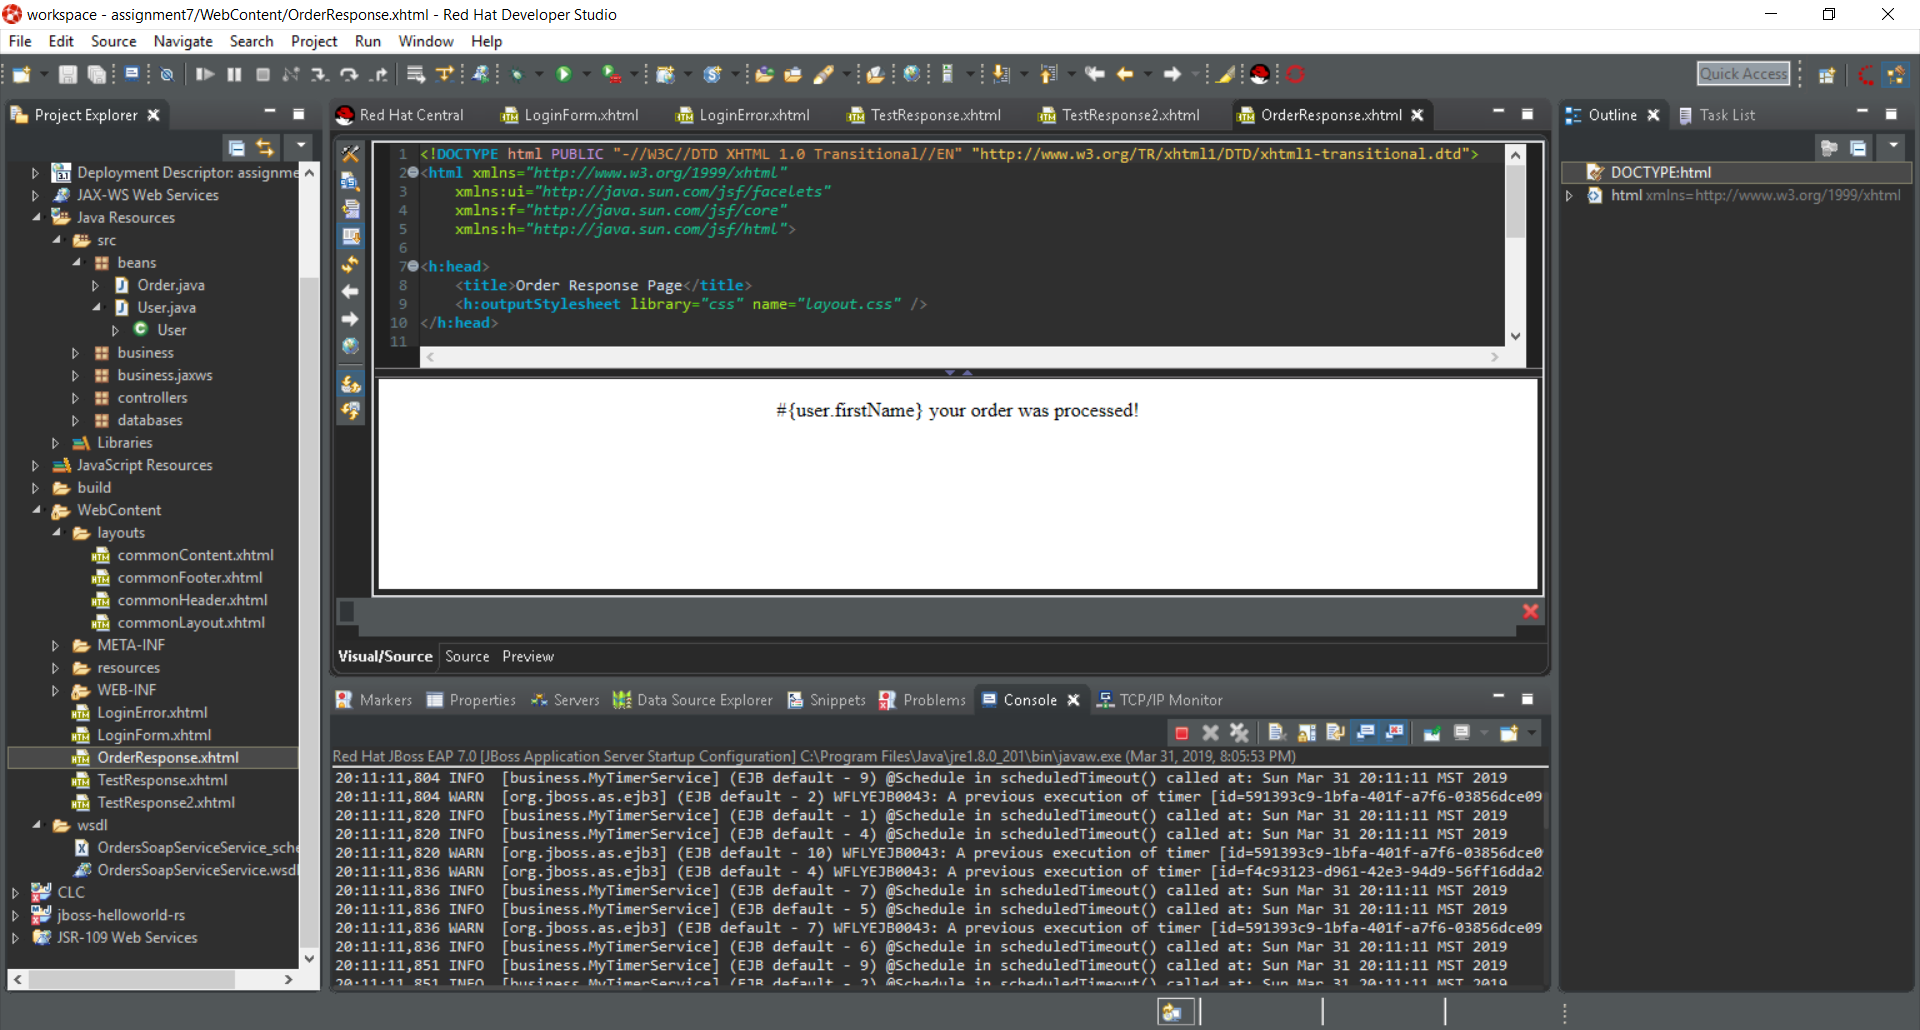 workspace - assignment7/WebContent/OrderResponse.xhtml - Red Hat Developer Studio
File Edit Source Navigate Search Project Run Window Help
Quick Access
Project Explorer
Deployment Descriptor: assignme
JAX-WS Web Services
Java Resources
src
beans
Order.java
User.java
User
business
business.jaxws
controllers
databases
Libraries
JavaScript Resources
build
WebContent
layouts
commonContent.xhtml
commonFooter.xhtml
commonHeader.xhtml
commonLayout.xhtml
META-INF
resources
WEB-INF
LoginError.xhtml
LoginForm.xhtml
OrderResponse.xhtml
TestResponse.xhtml
TestResponse2.xhtml
wsdl
OrdersSoapServiceService_sche
OrdersSoapServiceService.wsdl
CLC
jboss-helloworld-rs
JSR-109 Web Services
Red Hat Central LoginForm.xhtml LoginError.xhtml TestResponse.xhtml TestResponse2.xhtml OrderResponse.xhtml
1 <!DOCTYPE html PUBLIC "-//W3C//DTD XHTML 1.0 Transitional//EN" "http://www.w3.org/TR/xhtml1/DTD/xhtml1-transitional.dtd">
2 <html xmlns="http://www.w3.org/1999/xhtml"
3 xmlns:ui="http://java.sun.com/jsf/facelets"
4 xmlns:f="http://java.sun.com/jsf/core"
5 xmlns:h="http://java.sun.com/jsf/html">
6
7 <h:head>
8 <title>Order Response Page</title>
9 <h:outputStylesheet library="css" name="layout.css" />
10 </h:head>
11
#{user.firstName} your order was processed!
Visual/Source Source Preview
Markers Properties Servers Data Source Explorer Snippets Problems Console TCP/IP Monitor
Red Hat JBoss EAP 7.0 [JBoss Application Server Startup Configuration] C:\Program Files\Java\jre1.8.0_201\bin\javaw.exe (Mar 31, 2019, 8:05:53 PM)
20:11:11,804 INFO [business.MyTimerService] (EJB default - 9) @Schedule in scheduledTimeout() called at: Sun Mar 31 20:11:11 MST 2019
20:11:11,804 WARN [org.jboss.as.ejb3] (EJB default - 2) WFLYEJB0043: A previous execution of timer [id=591393c9-1bfa-401f-a7f6-03856dce09
20:11:11,820 INFO [business.MyTimerService] (EJB default - 1) @Schedule in scheduledTimeout() called at: Sun Mar 31 20:11:11 MST 2019
20:11:11,820 INFO [business.MyTimerService] (EJB default - 4) @Schedule in scheduledTimeout() called at: Sun Mar 31 20:11:11 MST 2019
20:11:11,820 WARN [org.jboss.as.ejb3] (EJB default - 10) WFLYEJB0043: A previous execution of timer [id=591393c9-1bfa-401f-a7f6-03856dce0
20:11:11,836 WARN [org.jboss.as.ejb3] (EJB default - 4) WFLYEJB0043: A previous execution of timer [id=f4c93123-d961-42e3-94d9-56ff16dda2
20:11:11,836 INFO [business.MyTimerService] (EJB default - 7) @Schedule in scheduledTimeout() called at: Sun Mar 31 20:11:11 MST 2019
20:11:11,836 INFO [business.MyTimerService] (EJB default - 5) @Schedule in scheduledTimeout() called at: Sun Mar 31 20:11:11 MST 2019
20:11:11,836 WARN [org.jboss.as.ejb3] (EJB default - 7) WFLYEJB0043: A previous execution of timer [id=591393c9-1bfa-401f-a7f6-03856dce09
20:11:11,836 INFO [business.MyTimerService] (EJB default - 6) @Schedule in scheduledTimeout() called at: Sun Mar 31 20:11:11 MST 2019
20:11:11,851 INFO [business.MyTimerService] (EJB default - 9) @Schedule in scheduledTimeout() called at: Sun Mar 31 20:11:11 MST 2019
20:11:11,851 INFO [business.MyTimerService] (EJB default - 2) @Schedule in scheduledTimeout() called at: Sun Mar 31 20:11:11 MST 2019
Outline Task List
DOCTYPE:html
html xmlns=http://www.w3.org/1999/xhtml